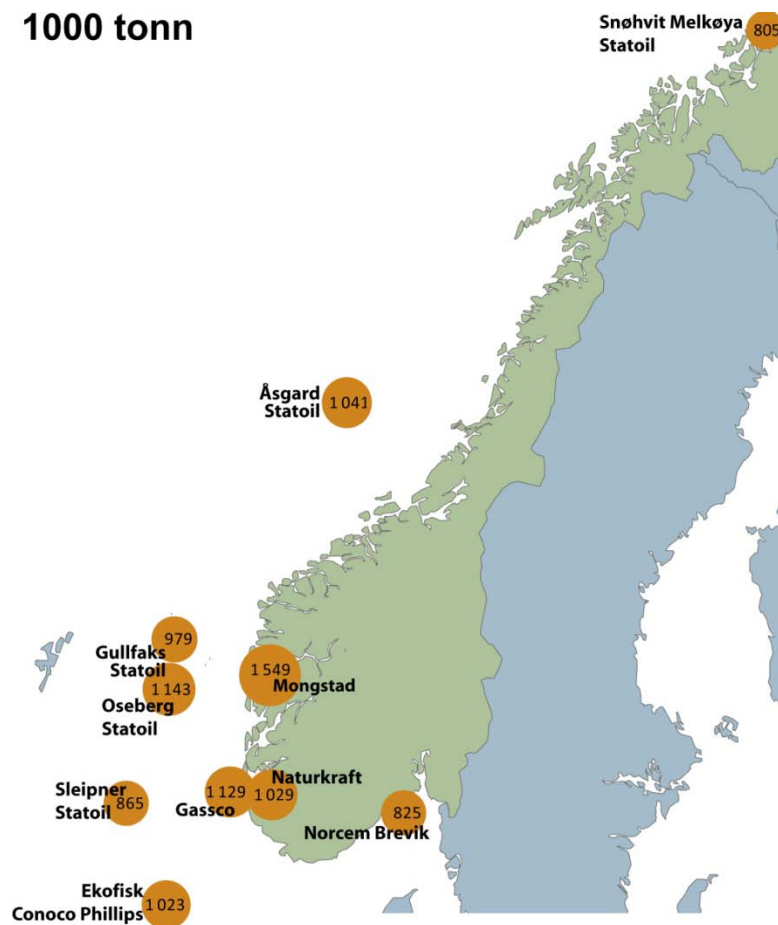 1000 tonn
Snøhvit Melkøya
Statoil
805
Åsgard
Statoil
1 041
979
Gullfaks
Statoil
1 143
Oseberg
Statoil
1 549
Mongstad
Sleipner
Statoil
865
Naturkraft
1 129
1 029
Gassco
825
Norcem Brevik
Ekofisk
Conoco Phillips
1 023